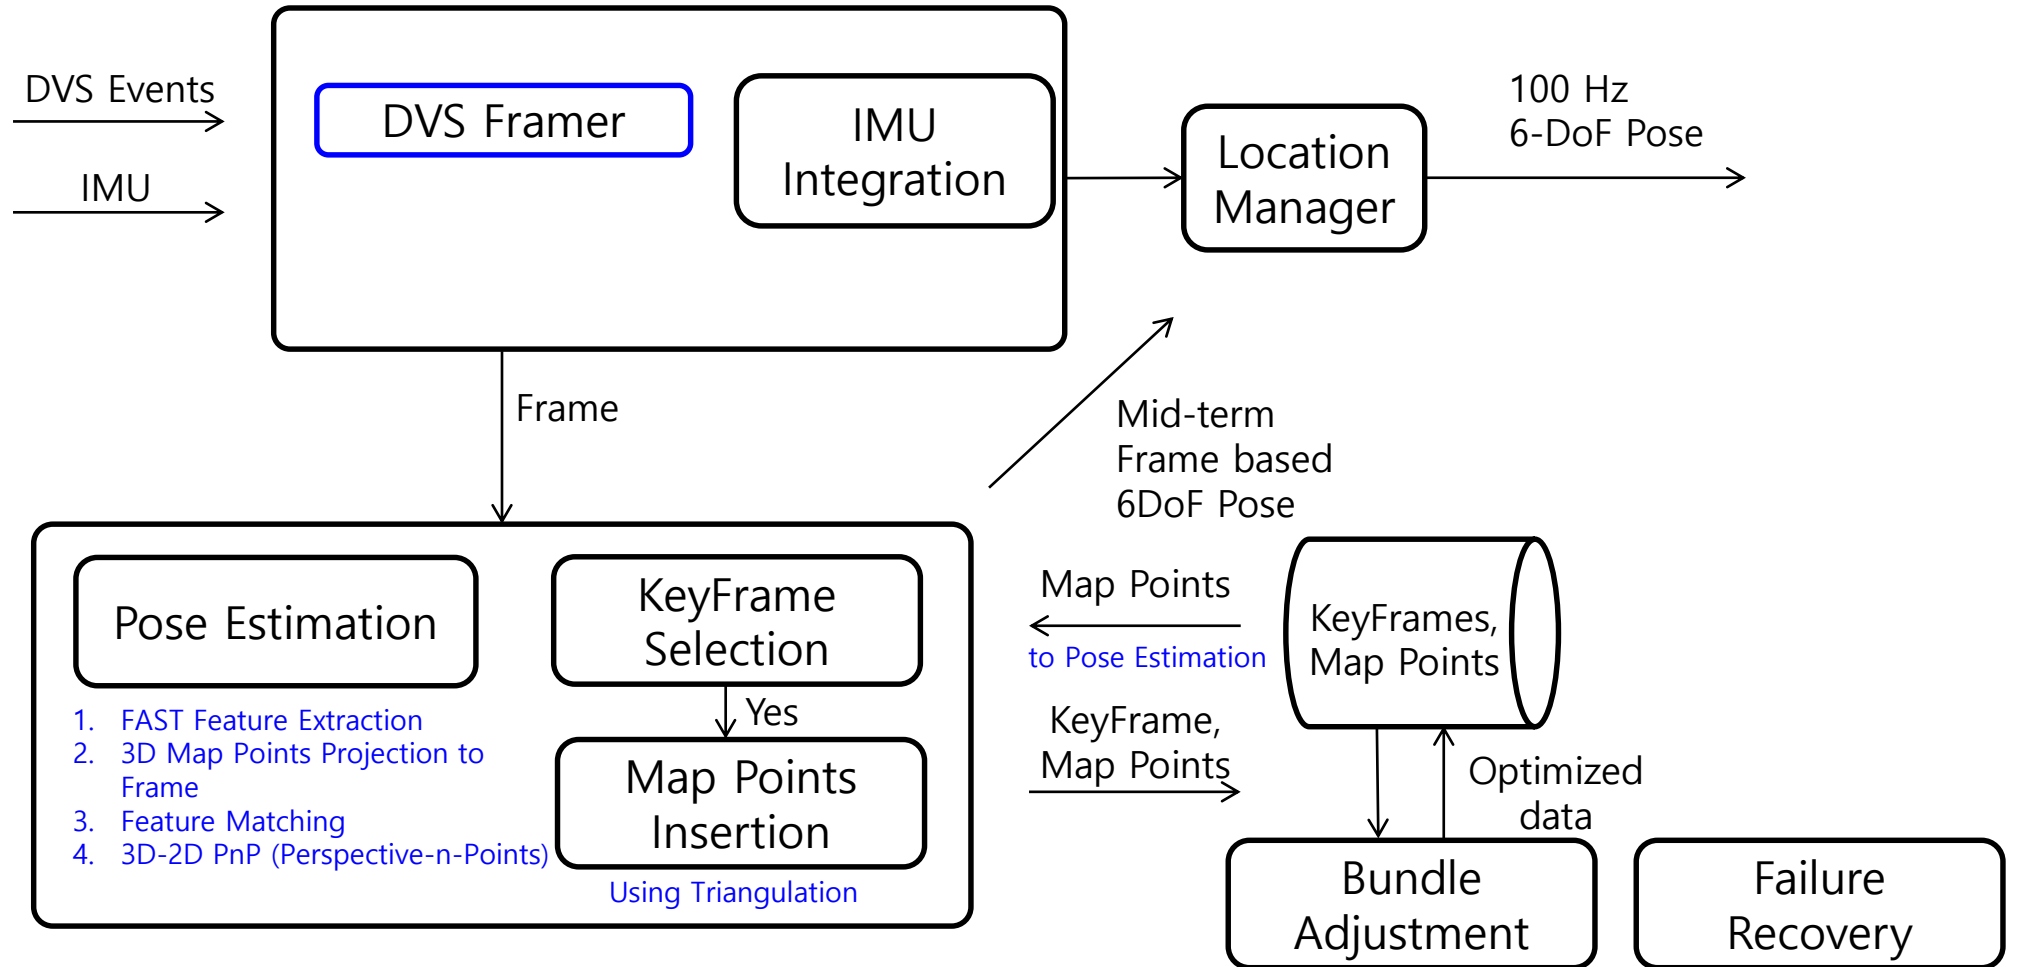 DVS Events
IMU
DVS Framer
IMU
Integration
Location
Manager
100 Hz
6-DoF Pose
Frame
Mid-term
Frame based
6DoF Pose
Pose Estimation
1. FAST Feature Extraction
2. 3D Map Points Projection to
Frame
3. Feature Matching
4. 3D-2D PnP (Perspective-n-Points)
KeyFrame
Selection
Yes
Map Points
Insertion
Using Triangulation
Map Points
to Pose Estimation
KeyFrame,
Map Points
KeyFrames,
Map Points
Optimized
data
Bundle
Adjustment
Failure
Recovery